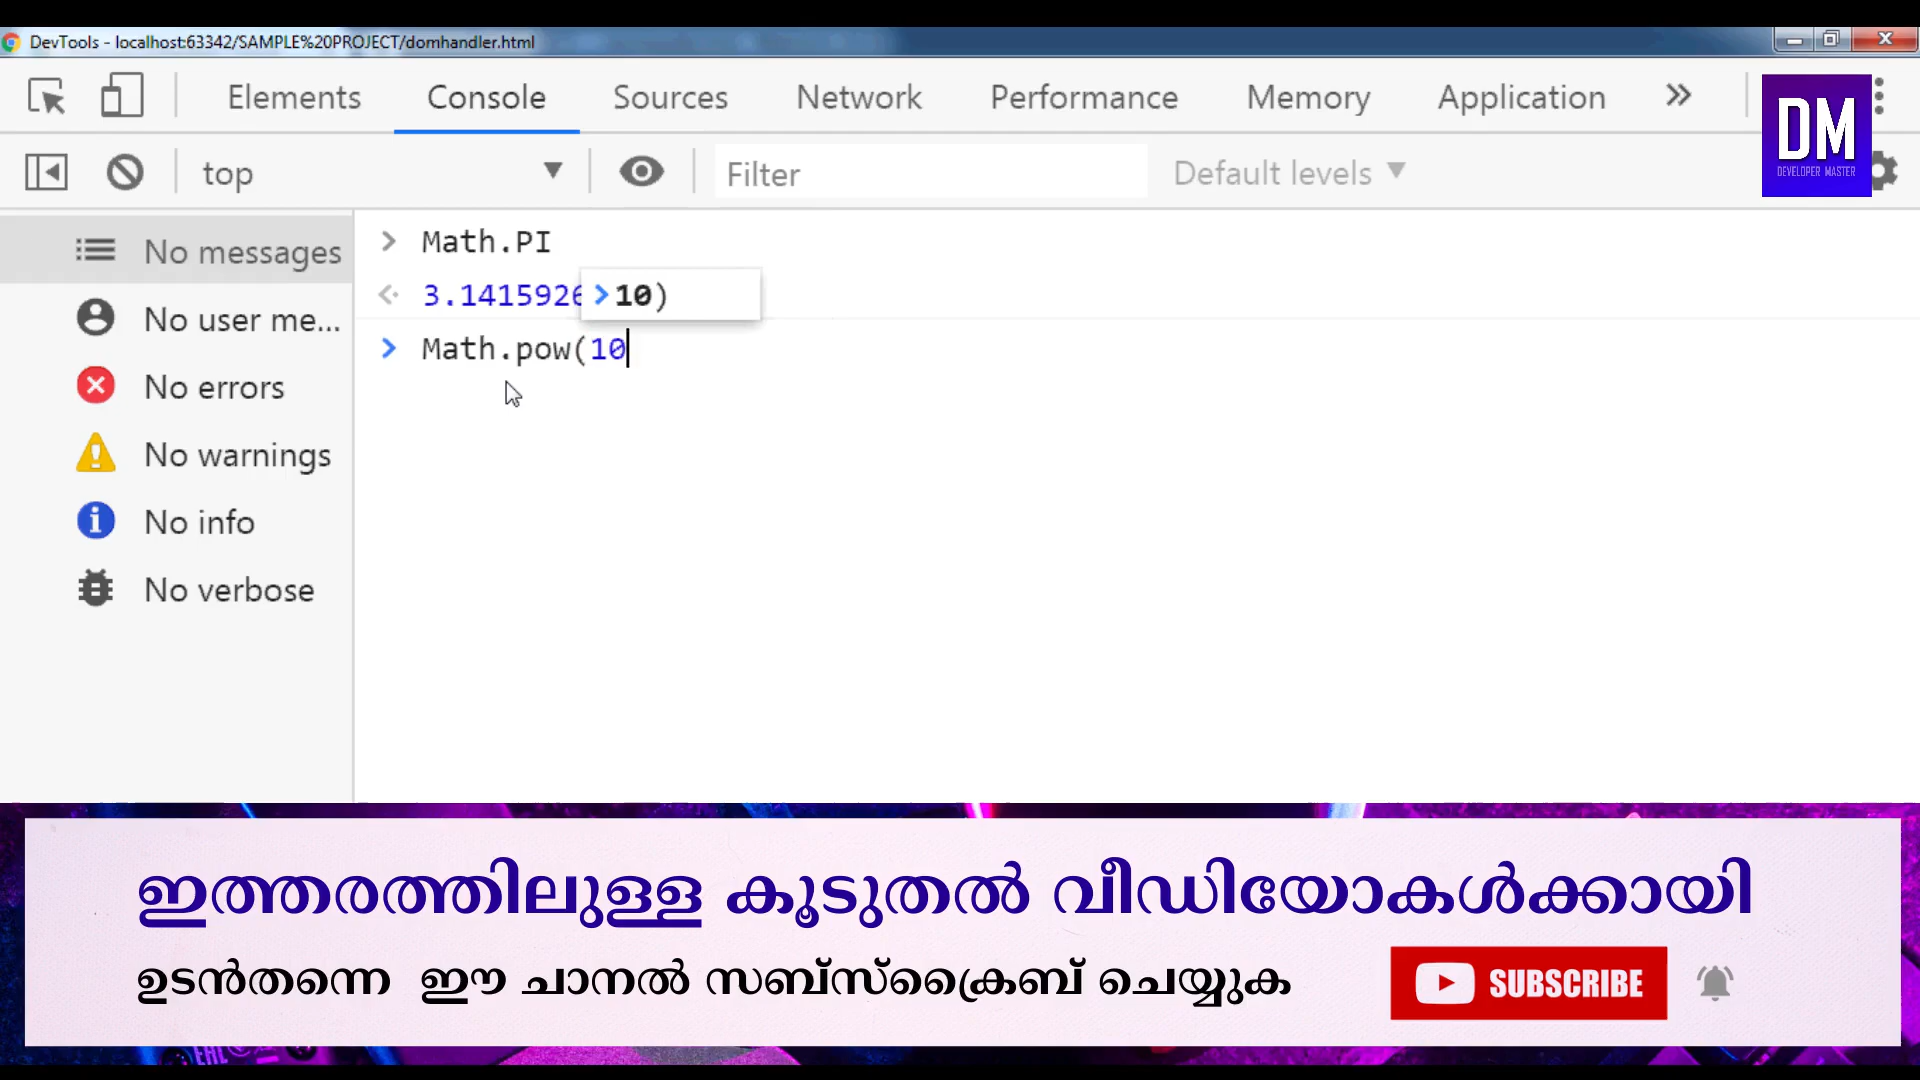 DevTools - localhost:63342/SAMPLE%20PROJECT/domhandler.html
Elements Console Sources Network Performance Memory Application »
DM
DEVELOPER MASTER
top ▼ Filter Default levels ▼
No messages
No user me...
No errors
No warnings
No info
No verbose
> Math.PI
3.1415926
> 10)
> Math.pow(10
ഇത്തരത്തിലുള്ള കൂടുതൽ വീഡിയോകൾക്കായി
ഉടൻതന്നെ ഈ ചാനൽ സബ്സ്ക്രൈബ് ചെയ്യുക
SUBSCRIBE